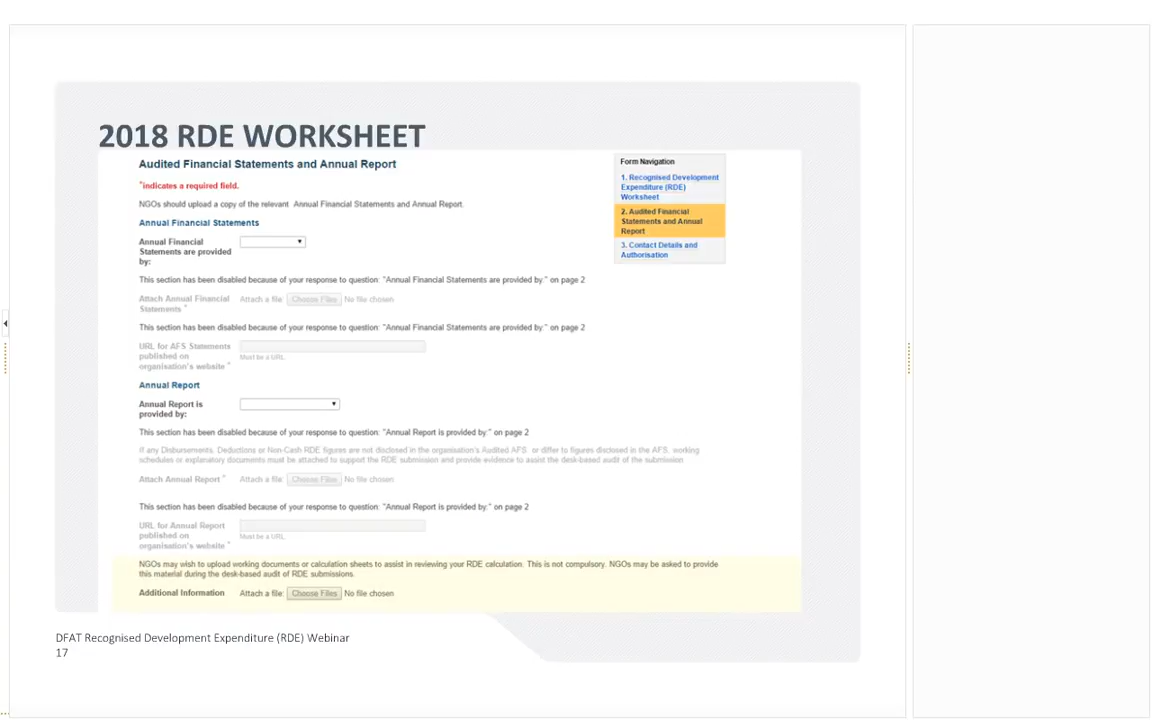 2018 RDE WORKSHEET
Audited Financial Statements and Annual Report
*indicates a required field.
NGOs should upload a copy of the relevant Annual Financial Statements and Annual Report.
Annual Financial Statements
Annual Financial
Statements are provided
by:
This section has been disabled because of your response to question: "Annual Financial Statements are provided by:" on page 2
Attach Annual Financial
Statements *
Attach a file: Choose Files No file chosen
This section has been disabled because of your response to question: "Annual Financial Statements are provided by:" on page 2
URL for AFS Statements
published on
organisation's website *
Must be a URL
Annual Report
Annual Report is
provided by:
This section has been disabled because of your response to question: "Annual Report is provided by:" on page 2
If any Disbursements, Deductions or Non-Cash RDE figures are not disclosed in the organisation's Audited AFS, or differ to figures disclosed in the AFS, working
schedules or explanatory documents must be attached to support the RDE submission and provide evidence to assist the desk-based audit of the submission
Attach Annual Report * Attach a file: Choose Files No file chosen
This section has been disabled because of your response to question: "Annual Report is provided by:" on page 2
URL for Annual Report
published on
organisation's website *
Must be a URL
NGOs may wish to upload working documents or calculation sheets to assist in reviewing your RDE calculation. This is not compulsory. NGOs may be asked to provide
this material during the desk-based audit of RDE submissions.
Additional Information Attach a file: Choose Files No file chosen
Form Navigation
1. Recognised Development
Expenditure (RDE)
Worksheet
2. Audited Financial
Statements and Annual
Report
3. Contact Details and
Authorisation
DFAT Recognised Development Expenditure (RDE) Webinar
17